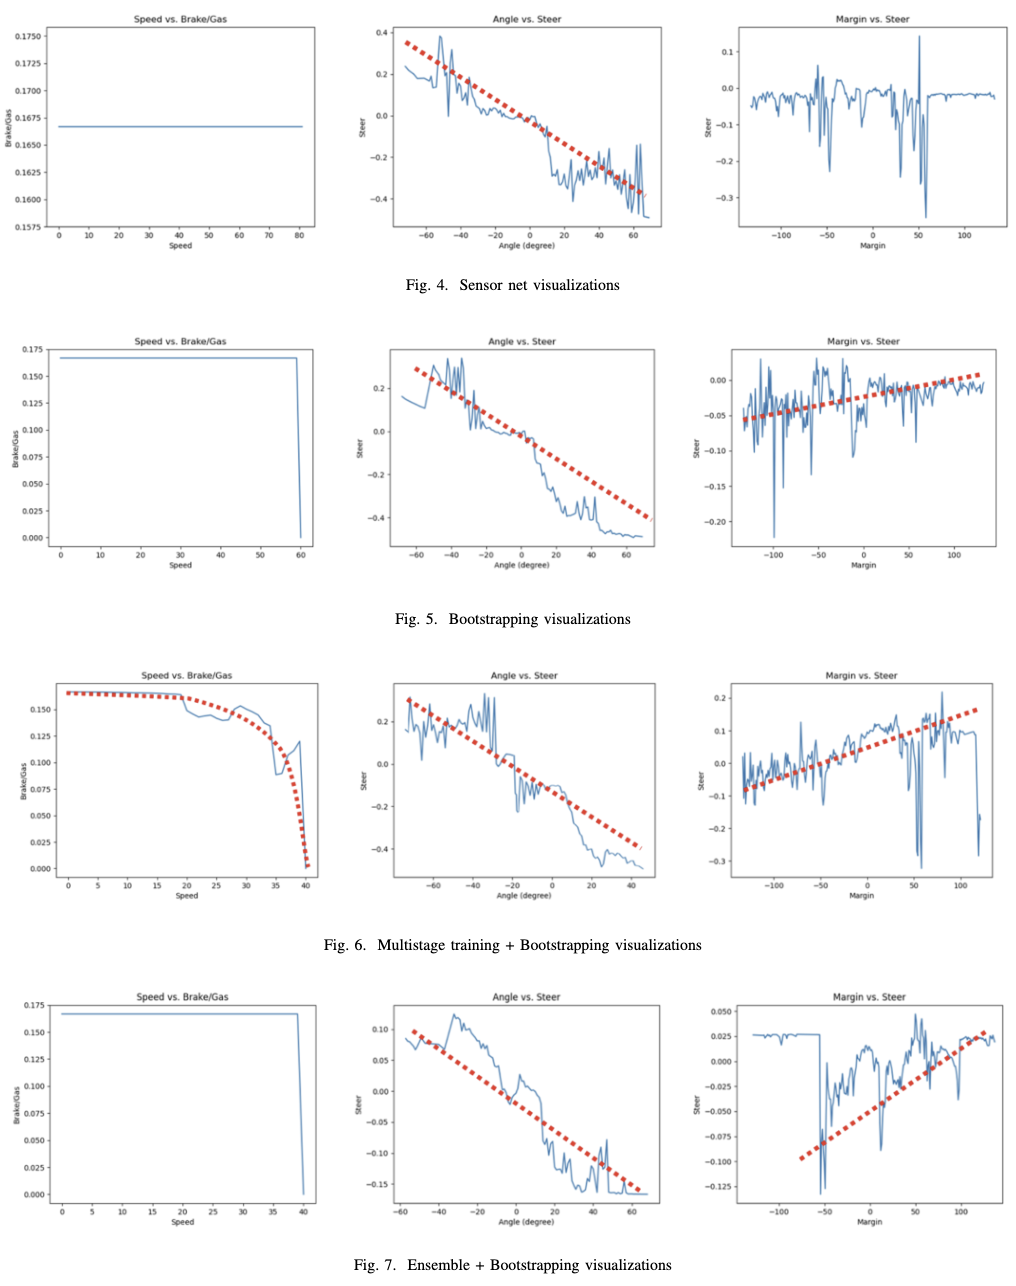 Speed vs. Brake/Gas
Angle vs. Steer
Margin vs. Steer
0.1750
0.1725
0.1700
0.1675
0.1650
0.1625
0.1600
0.1575
Brake/Gas
0 10 20 30 40 50 60 70 80
Speed
0.4
0.2
0.0
−0.2
−0.4
Steer
−60 −40 −20 0 20 40 60
Angle (degree)
0.1
0.0
−0.1
−0.2
−0.3
Steer
−100 −50 0 50 100
Margin
Fig. 4. Sensor net visualizations
Speed vs. Brake/Gas
Angle vs. Steer
Margin vs. Steer
0.175
0.150
0.125
0.100
0.075
0.050
0.025
0.000
Brake/Gas
0 10 20 30 40 50 60
Speed
0.2
0.0
−0.2
−0.4
Steer
−60 −40 −20 0 20 40 60
Angle (degree)
0.00
−0.05
−0.10
−0.15
−0.20
Steer
−100 −50 0 50 100
Margin
Fig. 5. Bootstrapping visualizations
Speed vs. Brake/Gas
Angle vs. Steer
Margin vs. Steer
0.150
0.125
0.100
0.075
0.050
0.025
0.000
Brake/Gas
0 5 10 15 20 25 30 35 40
Speed
0.2
0.0
−0.2
−0.4
Steer
−60 −40 −20 0 20 40
Angle (degree)
0.2
0.1
0.0
−0.1
−0.2
−0.3
Steer
−100 −50 0 50 100
Margin
Fig. 6. Multistage training + Bootstrapping visualizations
Speed vs. Brake/Gas
Angle vs. Steer
Margin vs. Steer
0.175
0.150
0.125
0.100
0.075
0.050
0.025
0.000
Brake/Gas
0 5 10 15 20 25 30 35 40
Speed
0.10
0.05
0.00
−0.05
−0.10
−0.15
Steer
−60 −40 −20 0 20 40 60
Angle (degree)
0.050
0.025
0.000
−0.025
−0.050
−0.075
−0.100
−0.125
Steer
−100 −50 0 50 100
Margin
Fig. 7. Ensemble + Bootstrapping visualizations